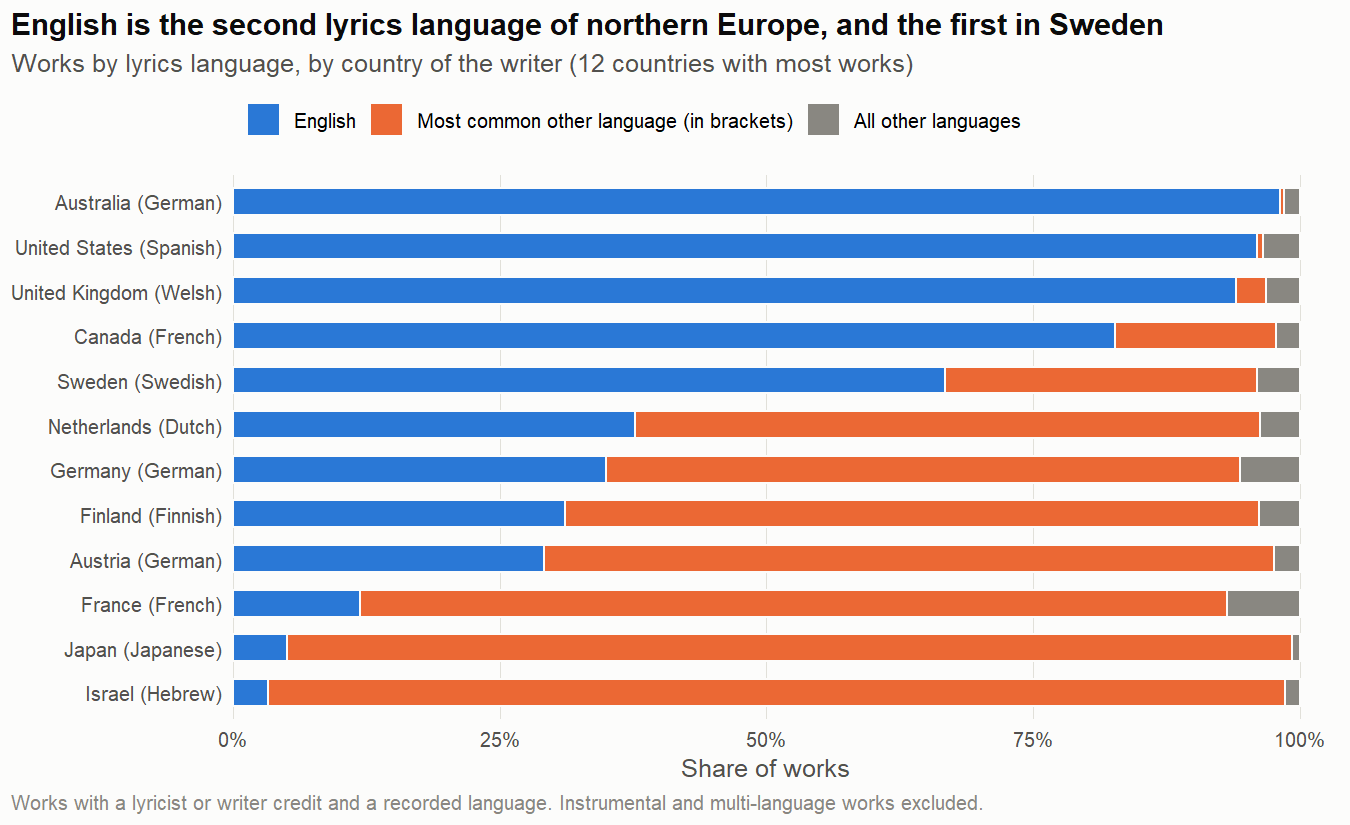 English is the second lyrics language of northern Europe, and the first in Sweden
Works by lyrics language, by country of the writer (12 countries with most works)
English
Most common other language (in brackets)
All other languages
Australia (German)
United States (Spanish)
United Kingdom (Welsh)
Canada (French)
Sweden (Swedish)
Netherlands (Dutch)
Germany (German)
Finland (Finnish)
Austria (German)
France (French)
Japan (Japanese)
Israel (Hebrew)
0% 25% 50% 75% 100%
Share of works
Works with a lyricist or writer credit and a recorded language. Instrumental and multi-language works excluded.